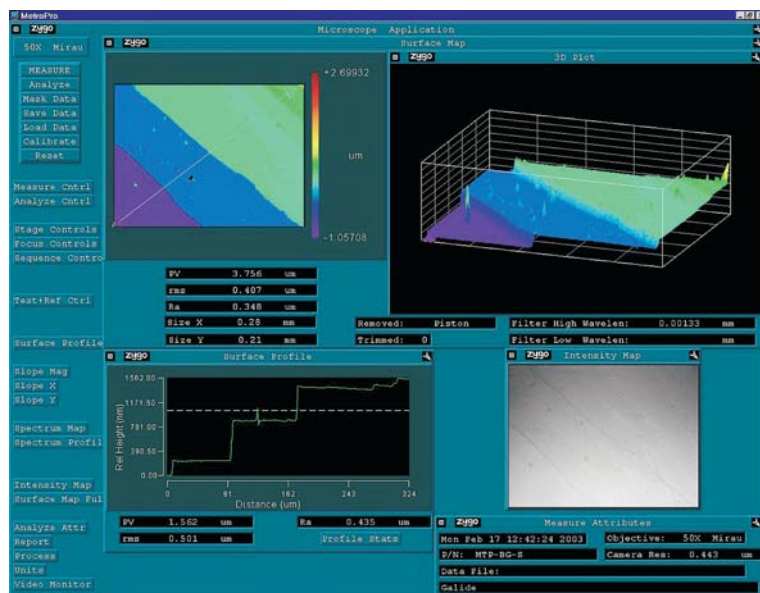 MetroPro
zygo
Microscope Application
50X Mirau
MEASURE
Analyze
Mask Data
Save Data
Load Data
Calibrate
Reset
Measure Cntrl
Analyze Cntrl
Stage Controls
Focus Controls
Sequence Contro
Test+Ref Ctrl
Surface Profile
Slope Mag
Slope X
Slope Y
Spectrum Map
Spectrum Profil
Intensity Map
Surface Map Ful
Analyze Attr
Report
Process
Units
Video Monitor
zygo
Surface Map
+2.69932
um
-1.05708
zygo
3D Plot
PV 3.756 um
rms 0.407 um
Ra 0.348 um
Size X 0.28 mm
Size Y 0.21 mm
Removed: Piston
Trimmed: 0
Filter High Wavelen: 0.00133 mm
Filter Low Wavelen: mm
zygo
Surface Profile
Rel Height (nm)
1562.00
1171.50
781.00
390.50
0.00
0 81 162 243 324
Distance (um)
PV 1.562 um
rms 0.501 um
Ra 0.435 um
Profile Stats
zygo
Intensity Map
zygo
Measure Attributes
Mon Feb 17 12:42:24 2003
Objective: 50X Mirau
P/N: MTP-BG-S
Camera Res: 0.443 um
Data File:
Galide